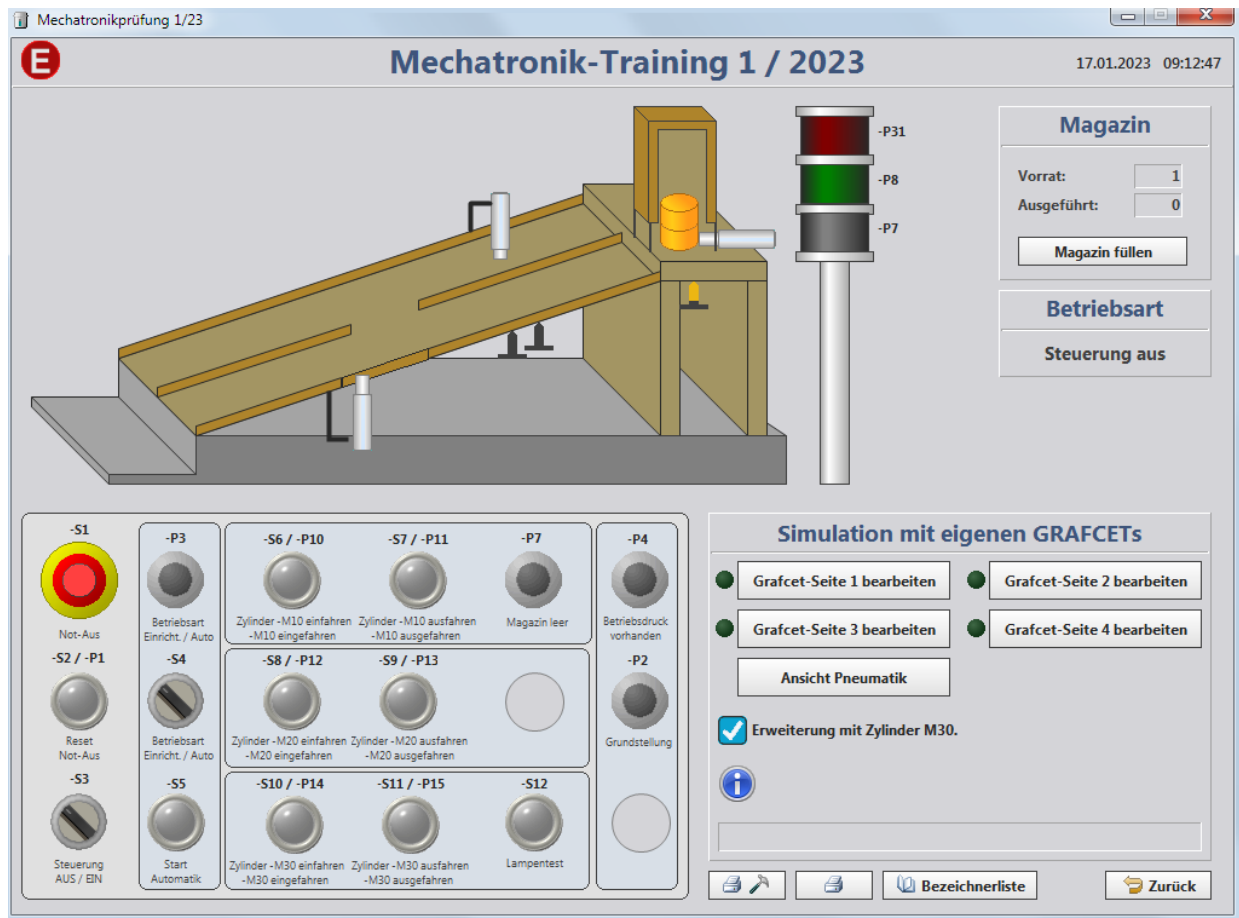 Mechatronikprüfung 1/23
E
Mechatronik-Training 1 / 2023
17.01.2023 09:12:47
-P31
-P8
-P7
Magazin
Vorrat: 1
Ausgeführt: 0
Magazin füllen
Betriebsart
Steuerung aus
-S1
Not-Aus
-S2 / -P1
Reset
Not-Aus
-S3
Steuerung
AUS / EIN
-P3
Betriebsart
Einricht. / Auto
-S4
Betriebsart
Einricht. / Auto
-S5
Start
Automatik
-S6 / -P10
Zylinder -M10 einfahren
-M10 eingefahren
-S7 / -P11
Zylinder -M10 ausfahren
-M10 ausgefahren
-P7
Magazin leer
-S8 / -P12
Zylinder -M20 einfahren
-M20 eingefahren
-S9 / -P13
Zylinder -M20 ausfahren
-M20 ausgefahren
-S10 / -P14
Zylinder -M30 einfahren
-M30 eingefahren
-S11 / -P15
Zylinder -M30 ausfahren
-M30 ausgefahren
-S12
Lampentest
-P4
Betriebsdruck
vorhanden
-P2
Grundstellung
Simulation mit eigenen GRAFCETs
Grafcet-Seite 1 bearbeiten
Grafcet-Seite 2 bearbeiten
Grafcet-Seite 3 bearbeiten
Grafcet-Seite 4 bearbeiten
Ansicht Pneumatik
Erweiterung mit Zylinder M30.
Bezeichnerliste
Zurück